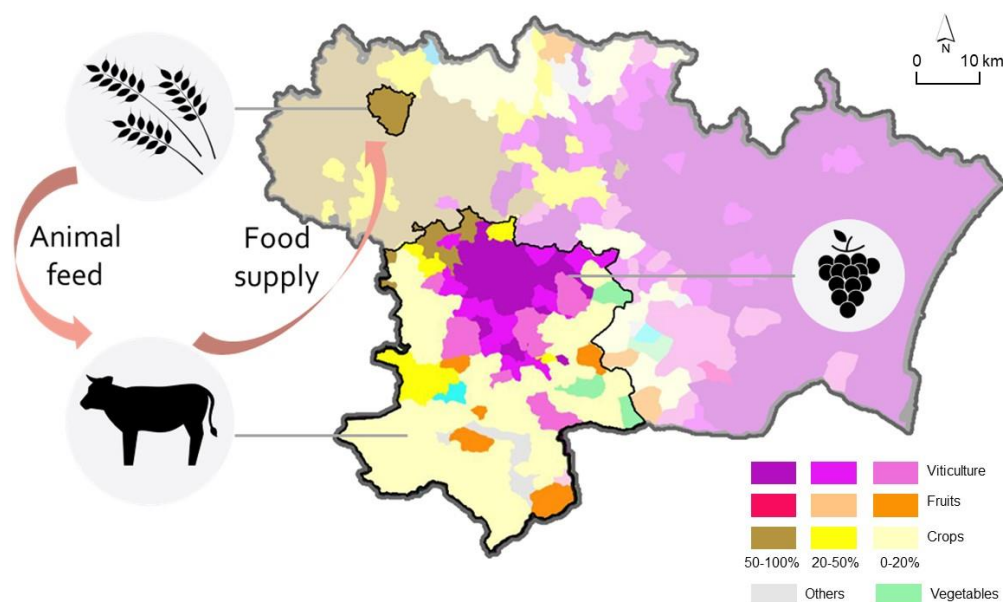 N
0 10 km
Animal
feed
Food
supply
Viticulture
Fruits
Crops
50-100% 20-50% 0-20%
Others Vegetables